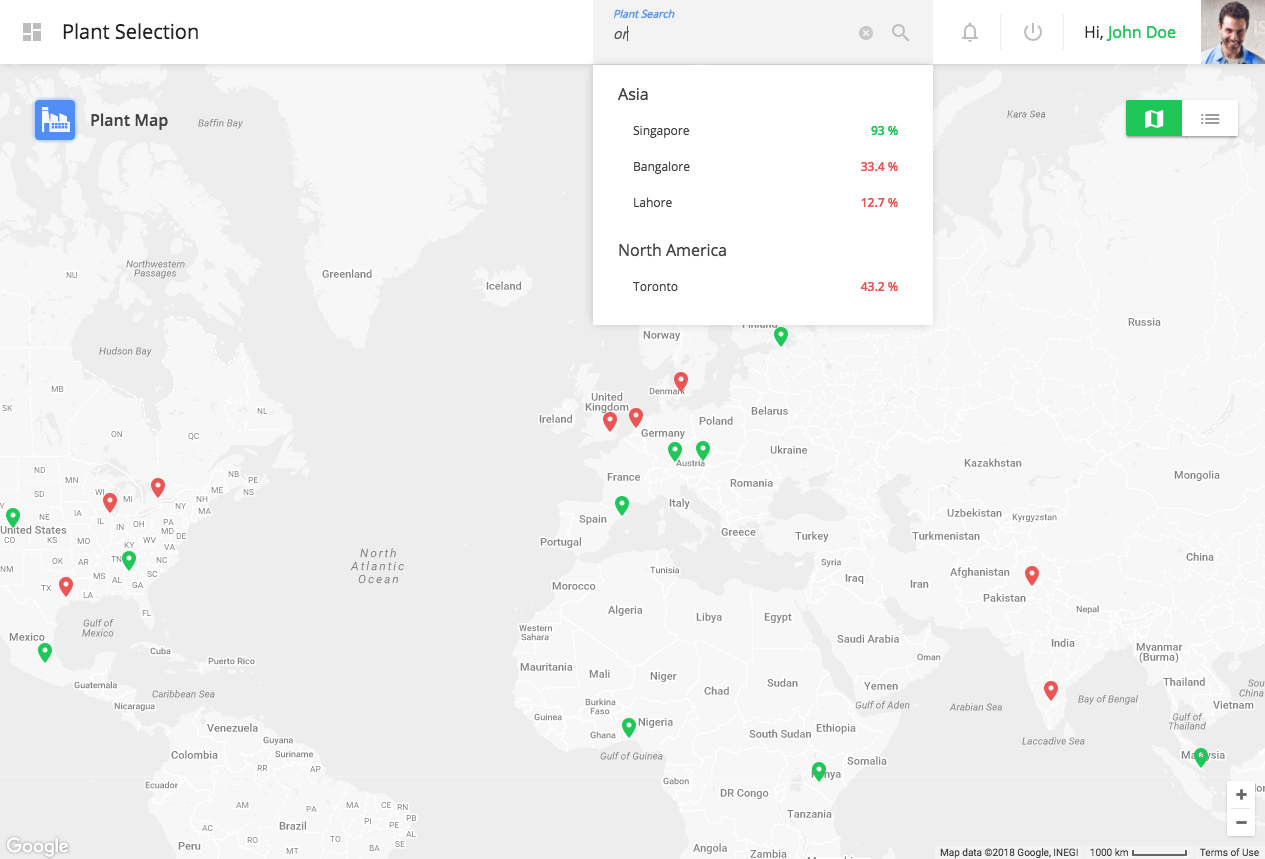 Plant Selection
Plant Search
or
Hi, John Doe
Asia
Singapore 93 %
Bangalore 33.4 %
Lahore 12.7 %
North America
Toronto 43.2 %
Plant Map
Baffin Bay
Kara Sea
Northwestern
Passages
NU
Greenland
Iceland
Norway
Finland
Russia
Hudson Bay
MB
SK
ON
QC
NL
Denmark
United
Kingdom
Ireland
Poland
Belarus
Germany
Ukraine
Austria
France
Kazakhstan
Mongolia
Romania
Italy
Spain
Portugal
Greece
Turkey
Uzbekistan
Kyrgyzstan
Turkmenistan
China
ND
MN
SD
WI
MI
NB
PE
ME
NS
NH
NY
MA
NE
IA
IL
IN
OH
PA
MD
DE
United States
CO
KS
MO
KY
WV
VA
NM
OK
AR
TN
NC
SC
MS
AL
GA
TX
LA
FL
North
Atlantic
Ocean
Tunisia
Syria
Iraq
Iran
Afghanistan
Pakistan
Nepal
Morocco
Algeria
Libya
Egypt
Gulf of
Mexico
Mexico
Cuba
Puerto Rico
Western
Sahara
Saudi Arabia
India
Myanmar
(Burma)
Oman
Mauritania
Mali
Niger
Chad
Sudan
Yemen
Gulf of Aden
Arabian Sea
Bay of Bengal
Thailand
Vietnam
Gulf of
Thailand
Guatemala
Caribbean Sea
Nicaragua
Burkina
Faso
Guinea
Ghana
Nigeria
South Sudan
Ethiopia
Laccadive Sea
Venezuela
Guyana
Suriname
Colombia
Gulf of Guinea
Somalia
Malaysia
RR
AP
Ecuador
Gabon
Kenya
DR Congo
AM
PA
MA
CE
RN
PB
PE
Tanzania
AC
TO
PI
AL
SE
Brazil
RO
BA
Peru
MT
Angola
Zambia
Google
Map data ©2018 Google, INEGI
1000 km
Terms of Use